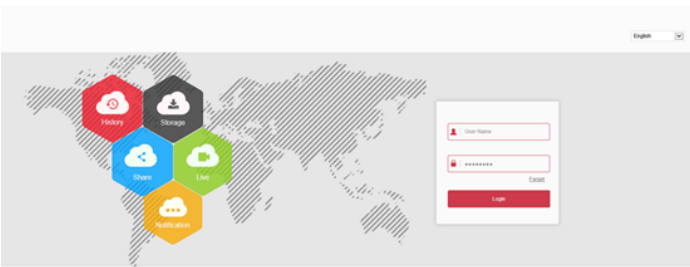 English
History
Storage
Share
Live
Notification
User Name
Forget
Login